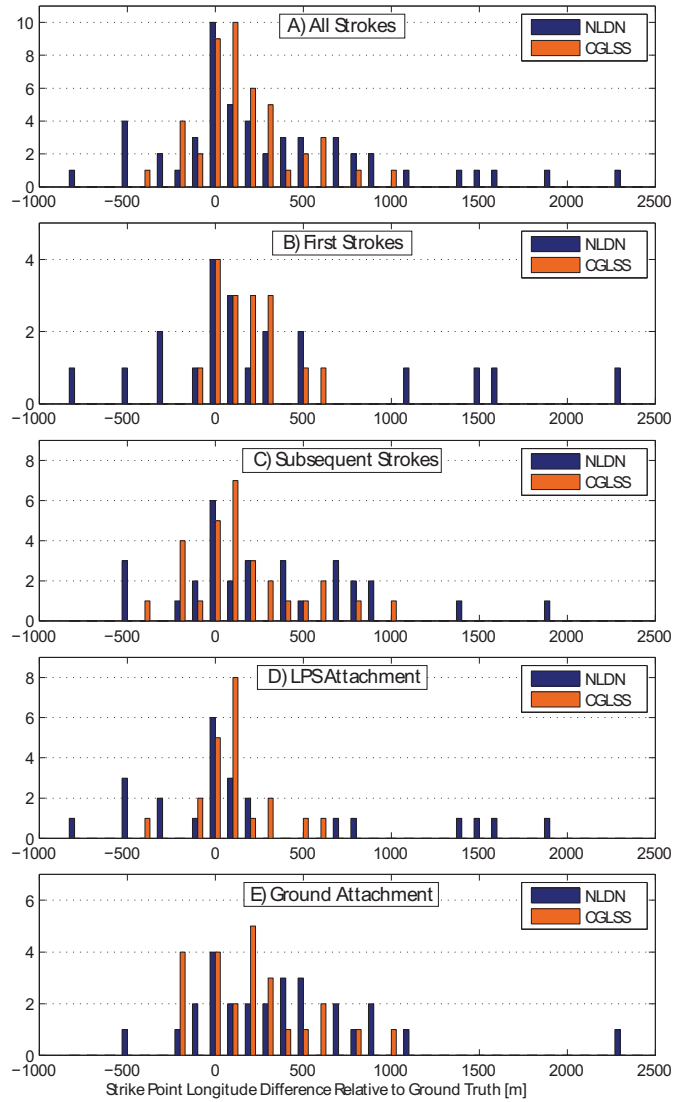 A) All Strokes
NLDN
CGLSS
10
8
6
4
2
0
−1000 −500 0 500 1000 1500 2000 2500
B) First Strokes
NLDN
CGLSS
4
2
0
−1000 −500 0 500 1000 1500 2000 2500
C) Subsequent Strokes
NLDN
CGLSS
8
6
4
2
0
−1000 −500 0 500 1000 1500 2000 2500
D) LPS Attachment
NLDN
CGLSS
8
6
4
2
0
−1000 −500 0 500 1000 1500 2000 2500
E) Ground Attachment
NLDN
CGLSS
6
4
2
0
−1000 −500 0 500 1000 1500 2000 2500
Strike Point Longitude Difference Relative to Ground Truth [m]